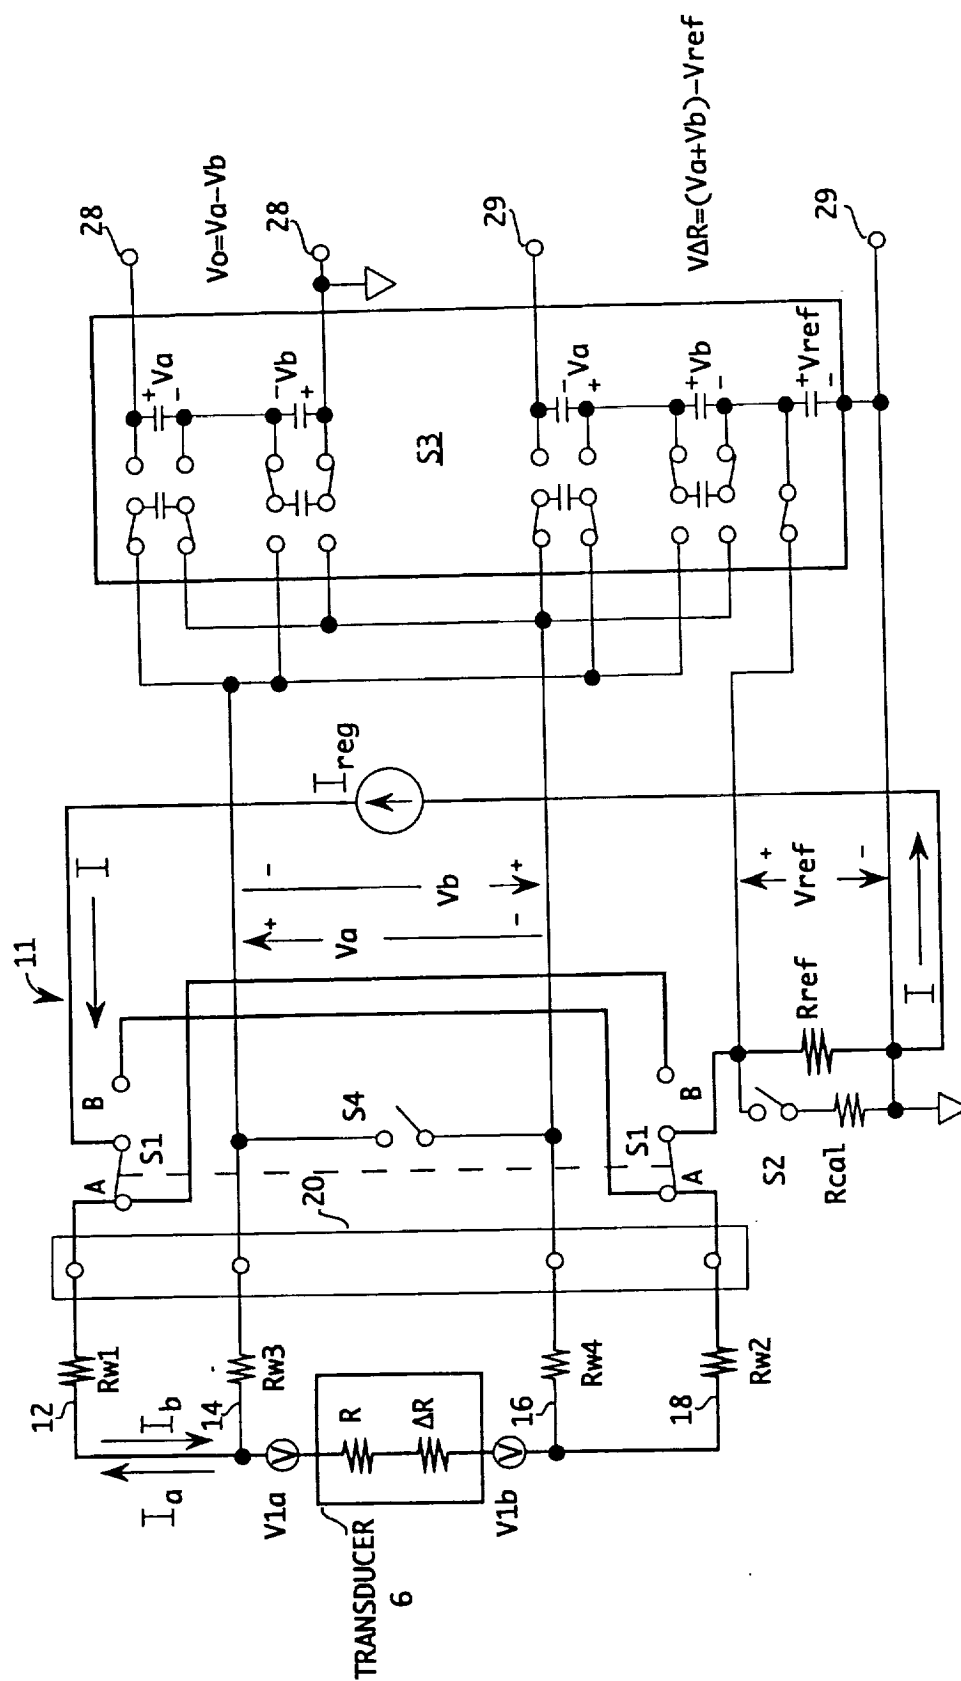 11
I
Ireg
A
B
S1
20
12
Rw1
Ia
Ib
14
Rw3
V1a
TRANSDUCER
6
R
ΔR
V1b
16
Rw4
18
Rw2
S4
S1
A
B
S2
Rcal
Rref
I
+
Va
-
-
Vb
+
+
Vref
-
S3
+
Va
-
-
Vb
+
-
Va
+
+
Vb
-
+
Vref
-
28
Vo=Va-Vb
28
29
VΔR=(Va+Vb)-Vref
29